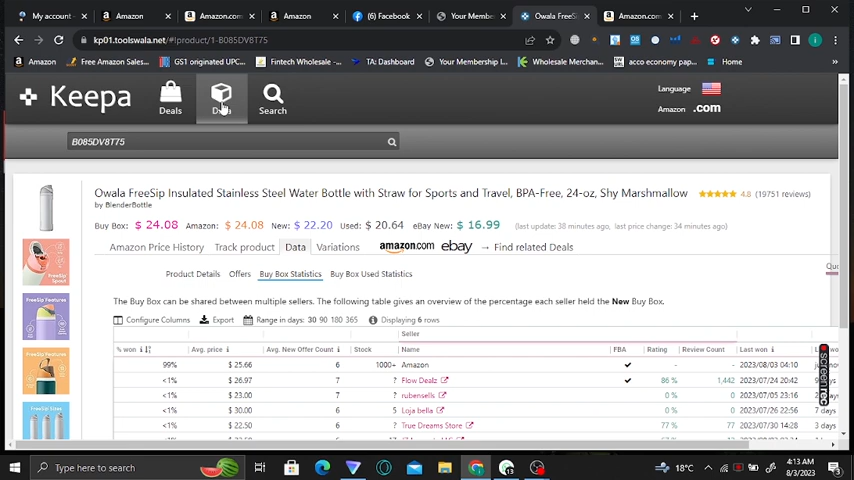 My account -
Amazon
Amazon.com
Amazon
(6) Facebook
Your Membe
Owala FreeSi
Amazon.com
kp01.toolswala.net/#!product/1-B085DV8T75
Amazon
Free Amazon Sales...
GS1 originated UPC...
Fintech Wholesale -...
TA: Dashboard
Your Membership |...
Wholesale Merchan...
acco economy pap...
Home
Keepa
Deals
Data
Search
Language
Amazon .com
B085DV8T75
Owala FreeSip Insulated Stainless Steel Water Bottle with Straw for Sports and Travel, BPA-Free, 24-oz, Shy Marshmallow
4.8 (19751 reviews)
by BlenderBottle
Buy Box: $ 24.08 Amazon: $ 24.08 New: $ 22.20 Used: $ 20.64 eBay New: $ 16.99 (last update: 38 minutes ago, last price change: 34 minutes ago)
Amazon Price History Track product Data Variations amazon.com ebay → Find related Deals
Product Details Offers Buy Box Statistics Buy Box Used Statistics
The Buy Box can be shared between multiple sellers. The following table gives an overview of the percentage each seller held the New Buy Box.
Configure Columns Export Range in days: 30 90 180 365 Displaying 6 rows
Seller
% won Avg. price Avg. New Offer Count Stock Name FBA Rating Review Count Last won
99% $ 25.66 6 1000+ Amazon ✓ - - 2023/08/03 04:10
<1% $ 26.97 7 ? Flow Dealz ✓ 86 % 1,442 2023/07/24 20:42
<1% $ 23.00 7 ? rubensells 0 % 0 2023/07/05 23:16
<1% $ 30.00 6 ? Loja bella 0 % 0 2023/07/26 22:56 7 days
<1% $ 22.50 6 ? True Dreams Store 77 % 77 2023/07/30 14:28 3 days
FreeSip Spout
FreeSip Features
FreeSip Features
FreeSip Sizes
screenrec
Type here to search
18°C
4:13 AM
8/3/2023